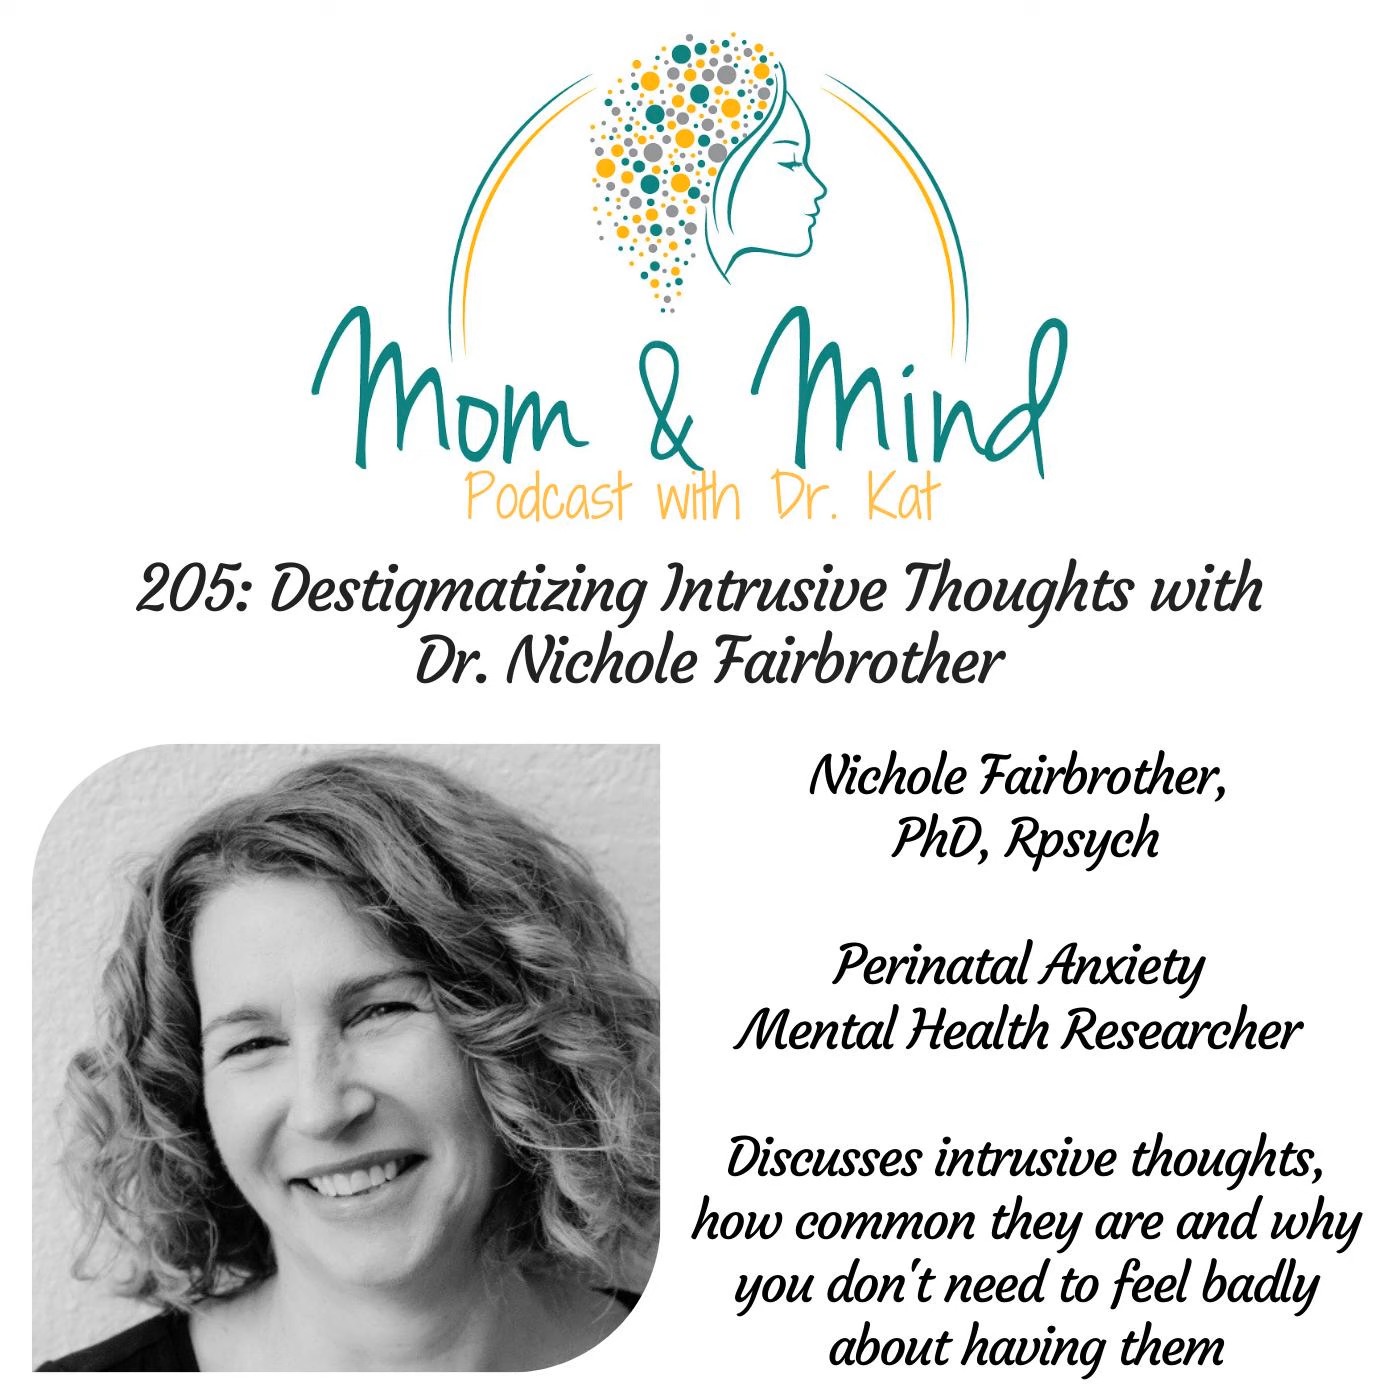 Mom & Mind
Podcast with Dr. Kat
205: Destigmatizing Intrusive Thoughts with
Dr. Nichole Fairbrother
Nichole Fairbrother,
PhD, Rpsych
Perinatal Anxiety
Mental Health Researcher
Discusses intrusive thoughts,
how common they are and why
you don't need to feel badly
about having them